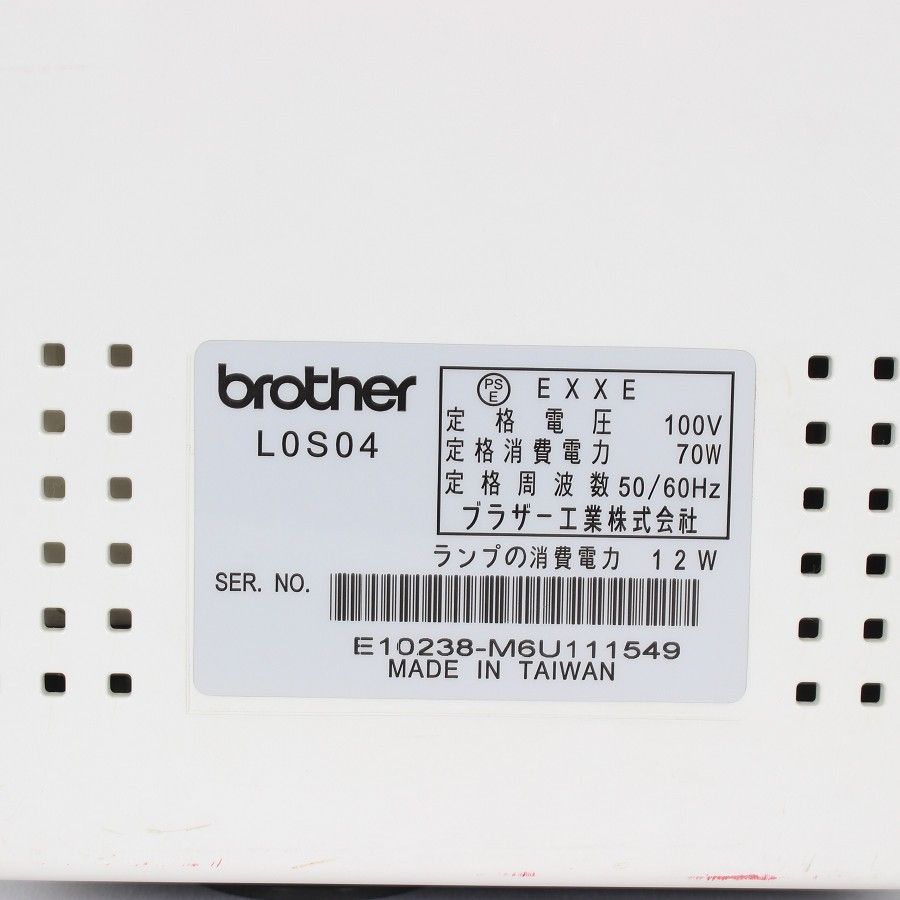 brother
L0S04
PS
E
EXXE
定格電圧 100V
定格消費電力 70W
定格周波数 50/60Hz
ブラザー工業株式会社
ランプの消費電力 12W
SER. NO.
E10238-M6U111549
MADE IN TAIWAN